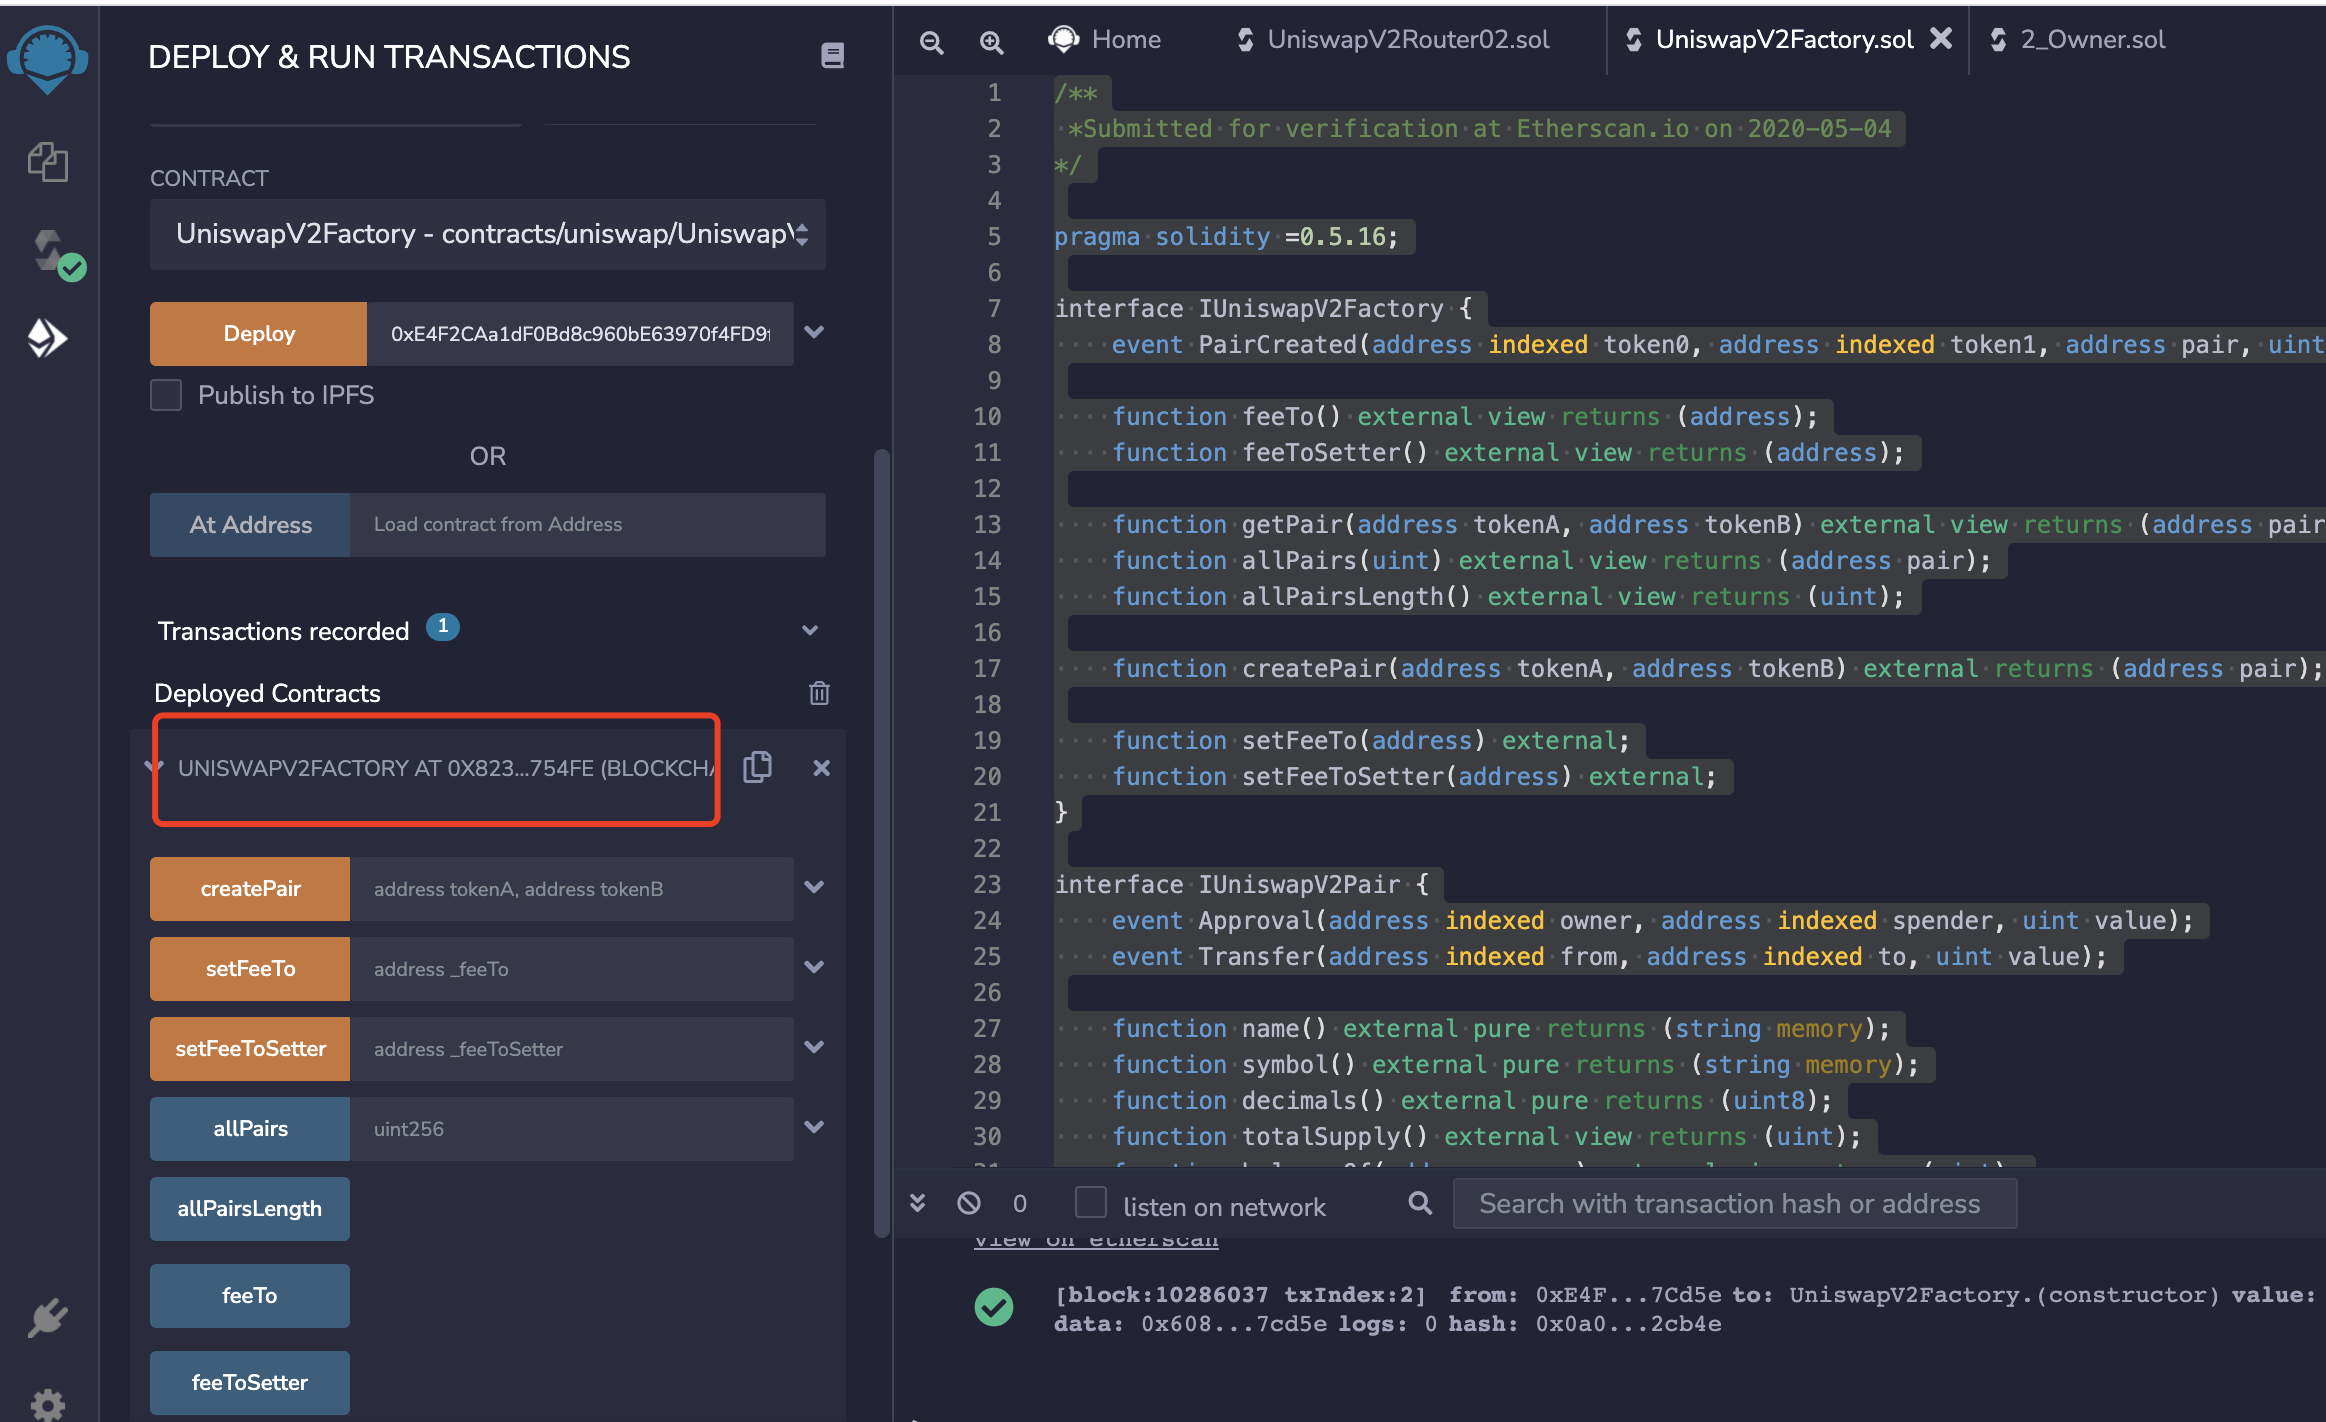 DEPLOY & RUN TRANSACTIONS
CONTRACT
UniswapV2Factory - contracts/uniswap/UniswapV
Deploy
0xE4F2CAa1dF0Bd8c960bE63970f4FD9f
Publish to IPFS
OR
At Address
Load contract from Address
Transactions recorded 1
Deployed Contracts
UNISWAPV2FACTORY AT 0X823...754FE (BLOCKCHA
createPair
address tokenA, address tokenB
setFeeTo
address _feeTo
setFeeToSetter
address _feeToSetter
allPairs
uint256
allPairsLength
feeTo
feeToSetter
Home
UniswapV2Router02.sol
UniswapV2Factory.sol
2_Owner.sol
1 /**
2 *Submitted for verification at Etherscan.io on 2020-05-04
3 */
4
5 pragma solidity =0.5.16;
6
7 interface IUniswapV2Factory {
8 event PairCreated(address indexed token0, address indexed token1, address pair, uint
9
10 function feeTo() external view returns (address);
11 function feeToSetter() external view returns (address);
12
13 function getPair(address tokenA, address tokenB) external view returns (address pair
14 function allPairs(uint) external view returns (address pair);
15 function allPairsLength() external view returns (uint);
16
17 function createPair(address tokenA, address tokenB) external returns (address pair);
18
19 function setFeeTo(address) external;
20 function setFeeToSetter(address) external;
21 }
22
23 interface IUniswapV2Pair {
24 event Approval(address indexed owner, address indexed spender, uint value);
25 event Transfer(address indexed from, address indexed to, uint value);
26
27 function name() external pure returns (string memory);
28 function symbol() external pure returns (string memory);
29 function decimals() external pure returns (uint8);
30 function totalSupply() external view returns (uint);
0
listen on network
Search with transaction hash or address
view on etherscan
[block:10286037 txIndex:2] from: 0xE4F...7Cd5e to: UniswapV2Factory.(constructor) value:
data: 0x608...7cd5e logs: 0 hash: 0x0a0...2cb4e